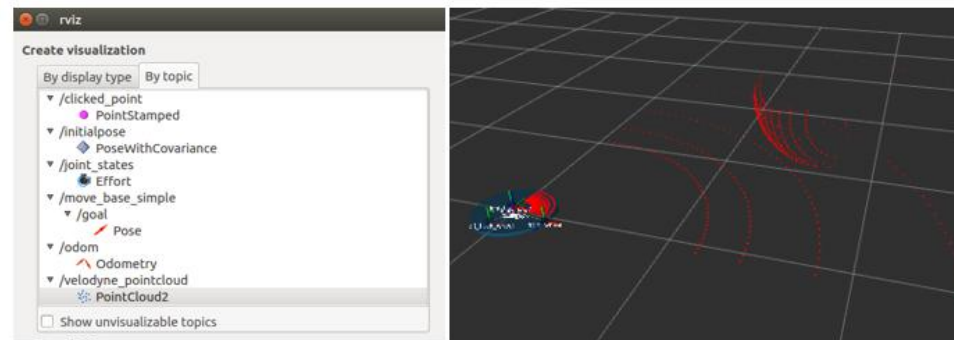 rviz
Create visualization
By display type By topic
/clicked_point
PointStamped
/initialpose
PoseWithCovariance
/joint_states
Effort
/move_base_simple
/goal
Pose
/odom
Odometry
/velodyne_pointcloud
PointCloud2
Show unvisualizable topics